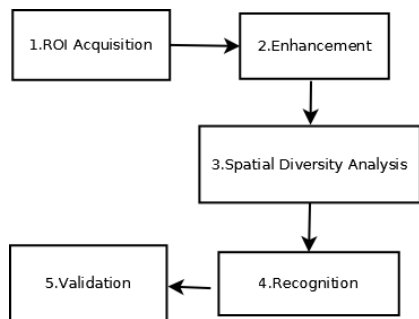 1.ROI Acquisition
2.Enhancement
3.Spatial Diversity Analysis
4.Recognition
5.Validation